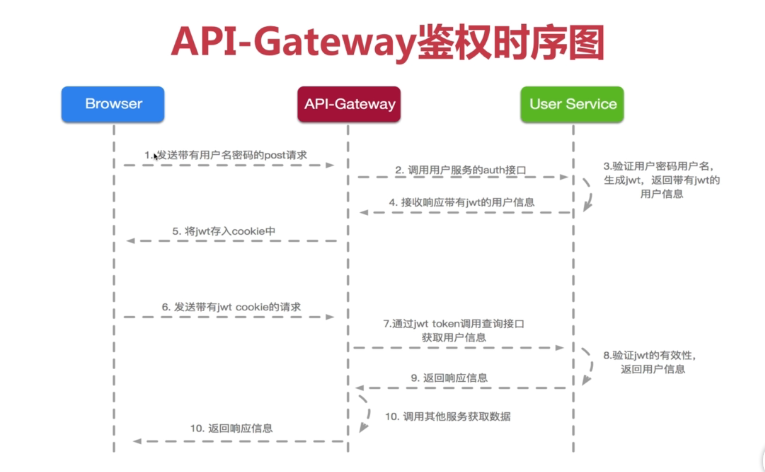 API-Gateway鉴权时序图
Browser
API-Gateway
User Service
1.发送带有用户名密码的post请求
2. 调用用户服务的auth接口
3.验证用户密码用户名，
生成jwt，返回带有jwt的
用户信息
4. 接收响应带有jwt的用户信息
5. 将jwt存入cookie中
6. 发送带有jwt cookie的请求
7.通过jwt token调用查询接口
获取用户信息
8.验证jwt的有效性，
返回用户信息
9. 返回响应信息
10. 调用其他服务获取数据
10. 返回响应信息